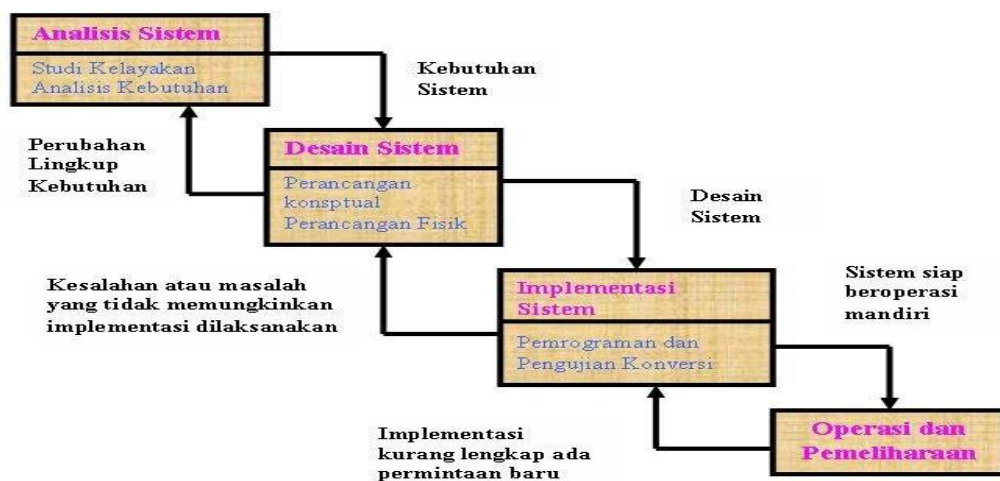 Analisis Sistem
Studi Kelayakan
Analisis Kebutuhan
Kebutuhan
Sistem
Perubahan
Lingkup
Kebutuhan
Desain Sistem
Perancangan
konsptual
Perancangan Fisik
Desain
Sistem
Kesalahan atau masalah
yang tidak memungkinkan
implementasi dilaksanakan
Implementasi
Sistem
Pemrograman dan
Pengujian Konversi
Sistem siap
beroperasi
mandiri
Implementasi
kurang lengkap ada
permintaan baru
Operasi dan
Pemeliharaan